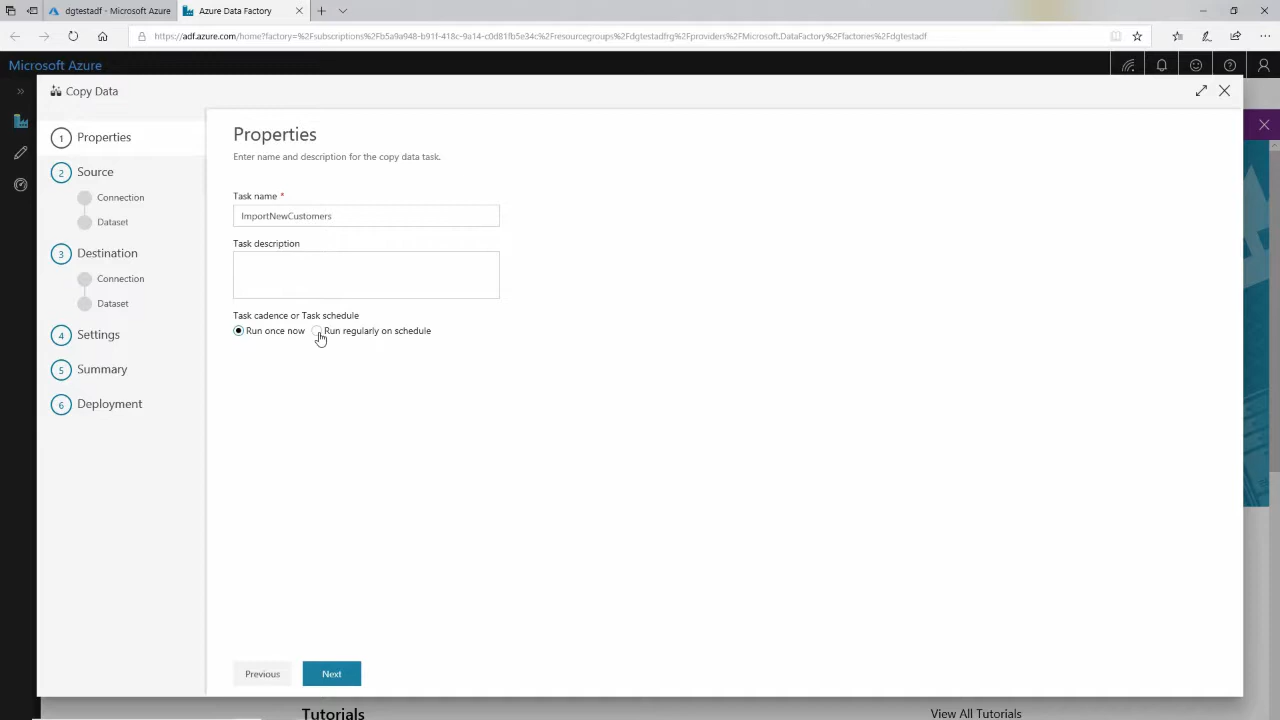 dgtestadf - Microsoft Azure
Azure Data Factory
https://adf.azure.com/home?factory=%2Fsubscriptions%2Fb5a9a948-b91f-418c-9a14-c0d81fb5e34c%2Fresourcegroups%2Fdgtestadfrg%2Fproviders%2FMicrosoft.DataFactory%2Ffactories%2Fdgtestadf
Microsoft Azure
Copy Data
1 Properties
2 Source
Connection
Dataset
3 Destination
Connection
Dataset
4 Settings
5 Summary
6 Deployment
Properties
Enter name and description for the copy data task.
Task name *
ImportNewCustomers
Task description
Task cadence or Task schedule
Run once now
Run regularly on schedule
Previous
Next
Tutorials
View All Tutorials